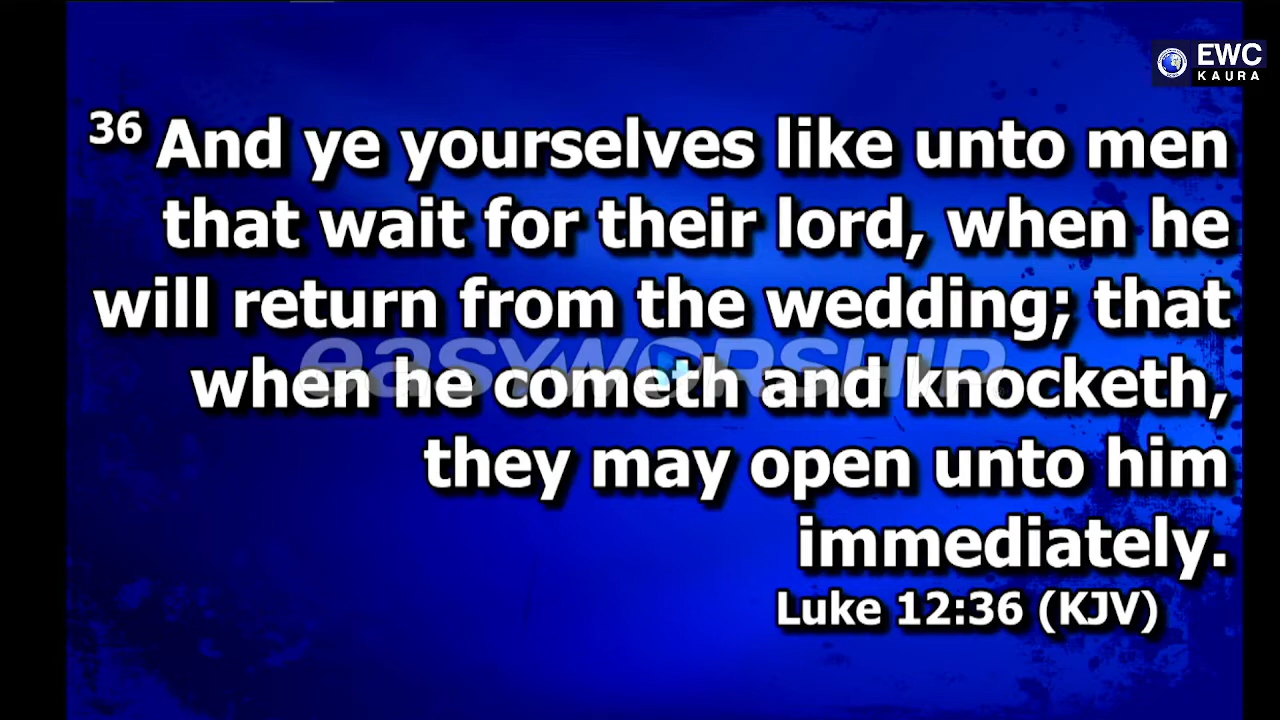 EWC
KAURA
36 And ye yourselves like unto men
that wait for their lord, when he
will return from the wedding; that
easyworship
when he cometh and knocketh,
they may open unto him
immediately.
Luke 12:36 (KJV)